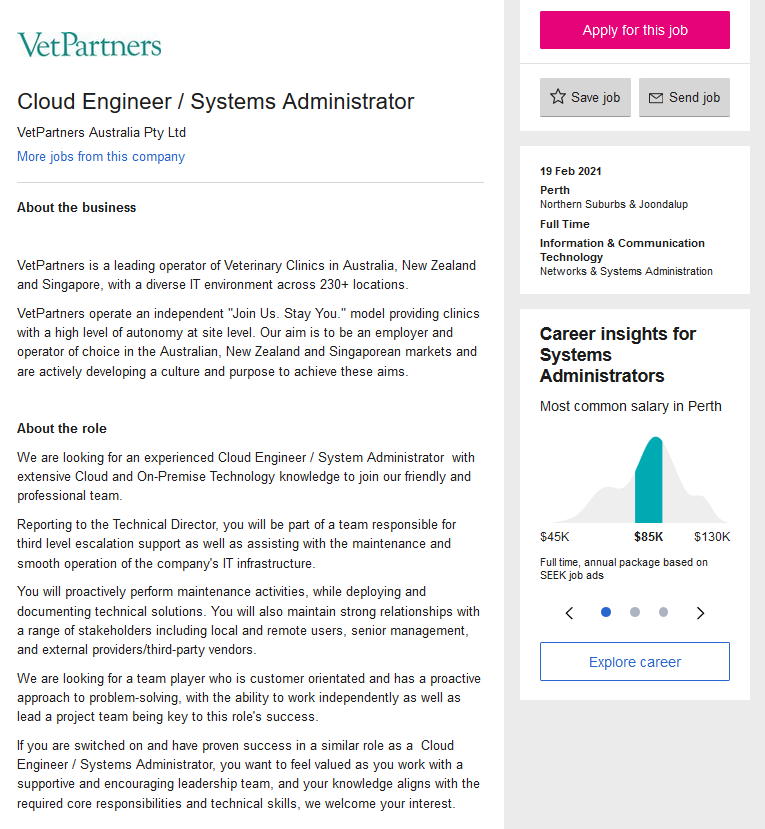 VetPartners
Cloud Engineer / Systems Administrator
VetPartners Australia Pty Ltd
More jobs from this company
About the business
VetPartners is a leading operator of Veterinary Clinics in Australia, New Zealand
and Singapore, with a diverse IT environment across 230+ locations.
VetPartners operate an independent "Join Us. Stay You." model providing clinics
with a high level of autonomy at site level. Our aim is to be an employer and
operator of choice in the Australian, New Zealand and Singaporean markets and
are actively developing a culture and purpose to achieve these aims.
About the role
We are looking for an experienced Cloud Engineer / System Administrator  with
extensive Cloud and On-Premise Technology knowledge to join our friendly and
professional team.
Reporting to the Technical Director, you will be part of a team responsible for
third level escalation support as well as assisting with the maintenance and
smooth operation of the company's IT infrastructure.
You will proactively perform maintenance activities, while deploying and
documenting technical solutions. You will also maintain strong relationships with
a range of stakeholders including local and remote users, senior management,
and external providers/third-party vendors.
We are looking for a team player who is customer orientated and has a proactive
approach to problem-solving, with the ability to work independently as well as
lead a project team being key to this role's success.
If you are switched on and have proven success in a similar role as a  Cloud
Engineer / Systems Administrator, you want to feel valued as you work with a
supportive and encouraging leadership team, and your knowledge aligns with the
required core responsibilities and technical skills, we welcome your interest.
Apply for this job
Save job
Send job
19 Feb 2021
Perth
Northern Suburbs & Joondalup
Full Time
Information & Communication
Technology
Networks & Systems Administration
Career insights for
Systems
Administrators
Most common salary in Perth
$45K $85K $130K
Full time, annual package based on
SEEK job ads
Explore career